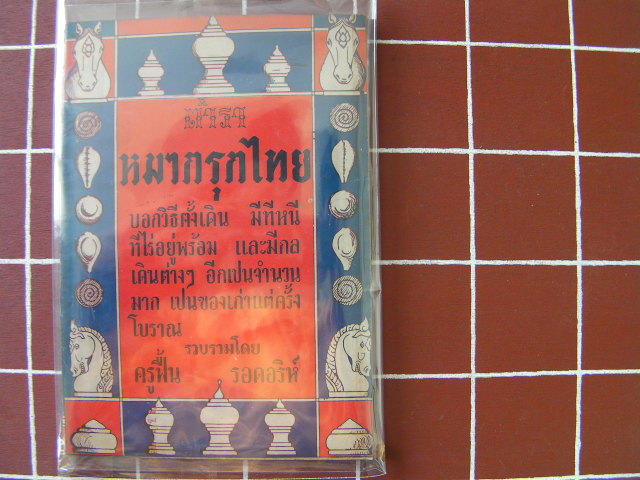 ตำรา
หมากรุกไทย
บอกวิธีตั้งเดิน มีทีหนี
ทีไร่อยู่พร้อม และมีกล
เดินต่างๆ อีกเปนจำนวน
มาก เปนของเก่าแต่ครั้ง
โบราณ
รวบรวมโดย
ครูฟื้น รอดอริห์